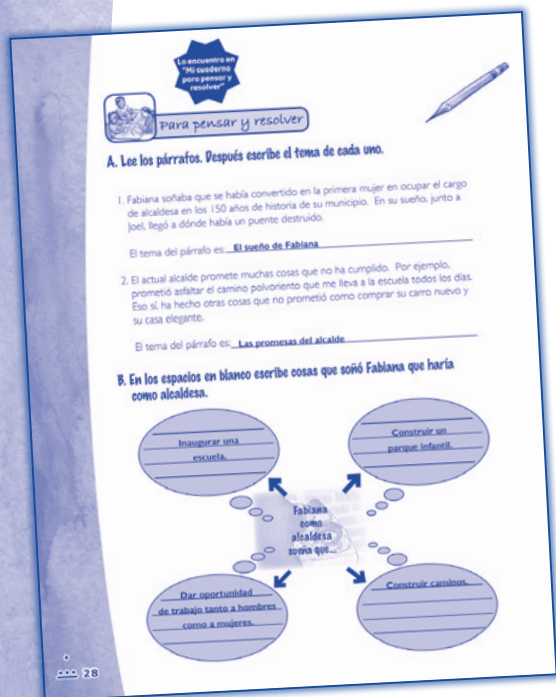 Lo encuentro en
"Mi cuaderno
para pensar y
resolver"
Para pensar y resolver
A. Lee los párrafos. Después escribe el tema de cada uno.
1. Fabiana soñaba que se había convertido en la primera mujer en ocupar el cargo
de alcaldesa en los 150 años de historia de su municipio. En su sueño, junto a
Joel, llegó a dónde había un puente destruido.
El tema del párrafo es: El sueño de Fabiana
2. El actual alcalde promete muchas cosas que no ha cumplido. Por ejemplo,
prometió asfaltar el camino polvoriento que me lleva a la escuela todos los días.
Eso sí, ha hecho otras cosas que no prometió como comprar su carro nuevo y
su casa elegante.
El tema del párrafo es: Las promesas del alcalde
B. En los espacios en blanco escribe cosas que soñó Fabiana que haría
como alcaldesa.
Inaugurar una
escuela.
Construir un
parque infantil.
Fabiana
como
alcaldesa
sueña que...
Dar oportunidad
de trabajo tanto a hombres
como a mujeres.
Construir caminos.
28